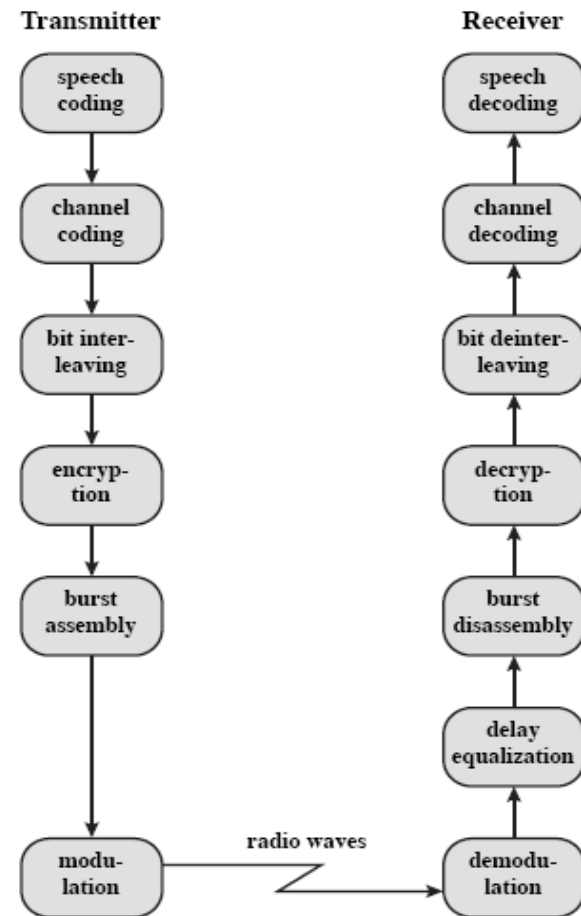 Transmitter
Receiver
speech
coding
speech
decoding
channel
coding
channel
decoding
bit inter-
leaving
bit deinter-
leaving
encryp-
tion
decryp-
tion
burst
assembly
burst
disassembly
delay
equalization
radio waves
modu-
lation
demodu-
lation